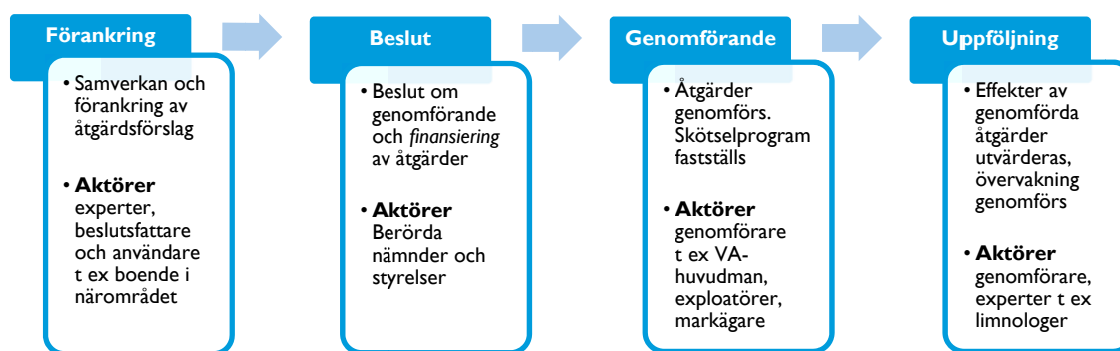 Förankring
• Samverkan och
förankring av
åtgärdsförslag
• Aktörer
experter,
beslutsfattare
och användare
t ex boende i
närområdet
Beslut
• Beslut om
genomförande
och finansiering
av åtgärder
• Aktörer
Berörda
nämnder och
styrelser
Genomförande
• Åtgärder
genomförs.
Skötselprogram
fastställs
• Aktörer
genomförare
t ex VA-
huvudman,
exploatörer,
markägare
Uppföljning
• Effekter av
genomförda
åtgärder
utvärderas,
övervakning
genomförs
• Aktörer
genomförare,
experter t ex
limnologer